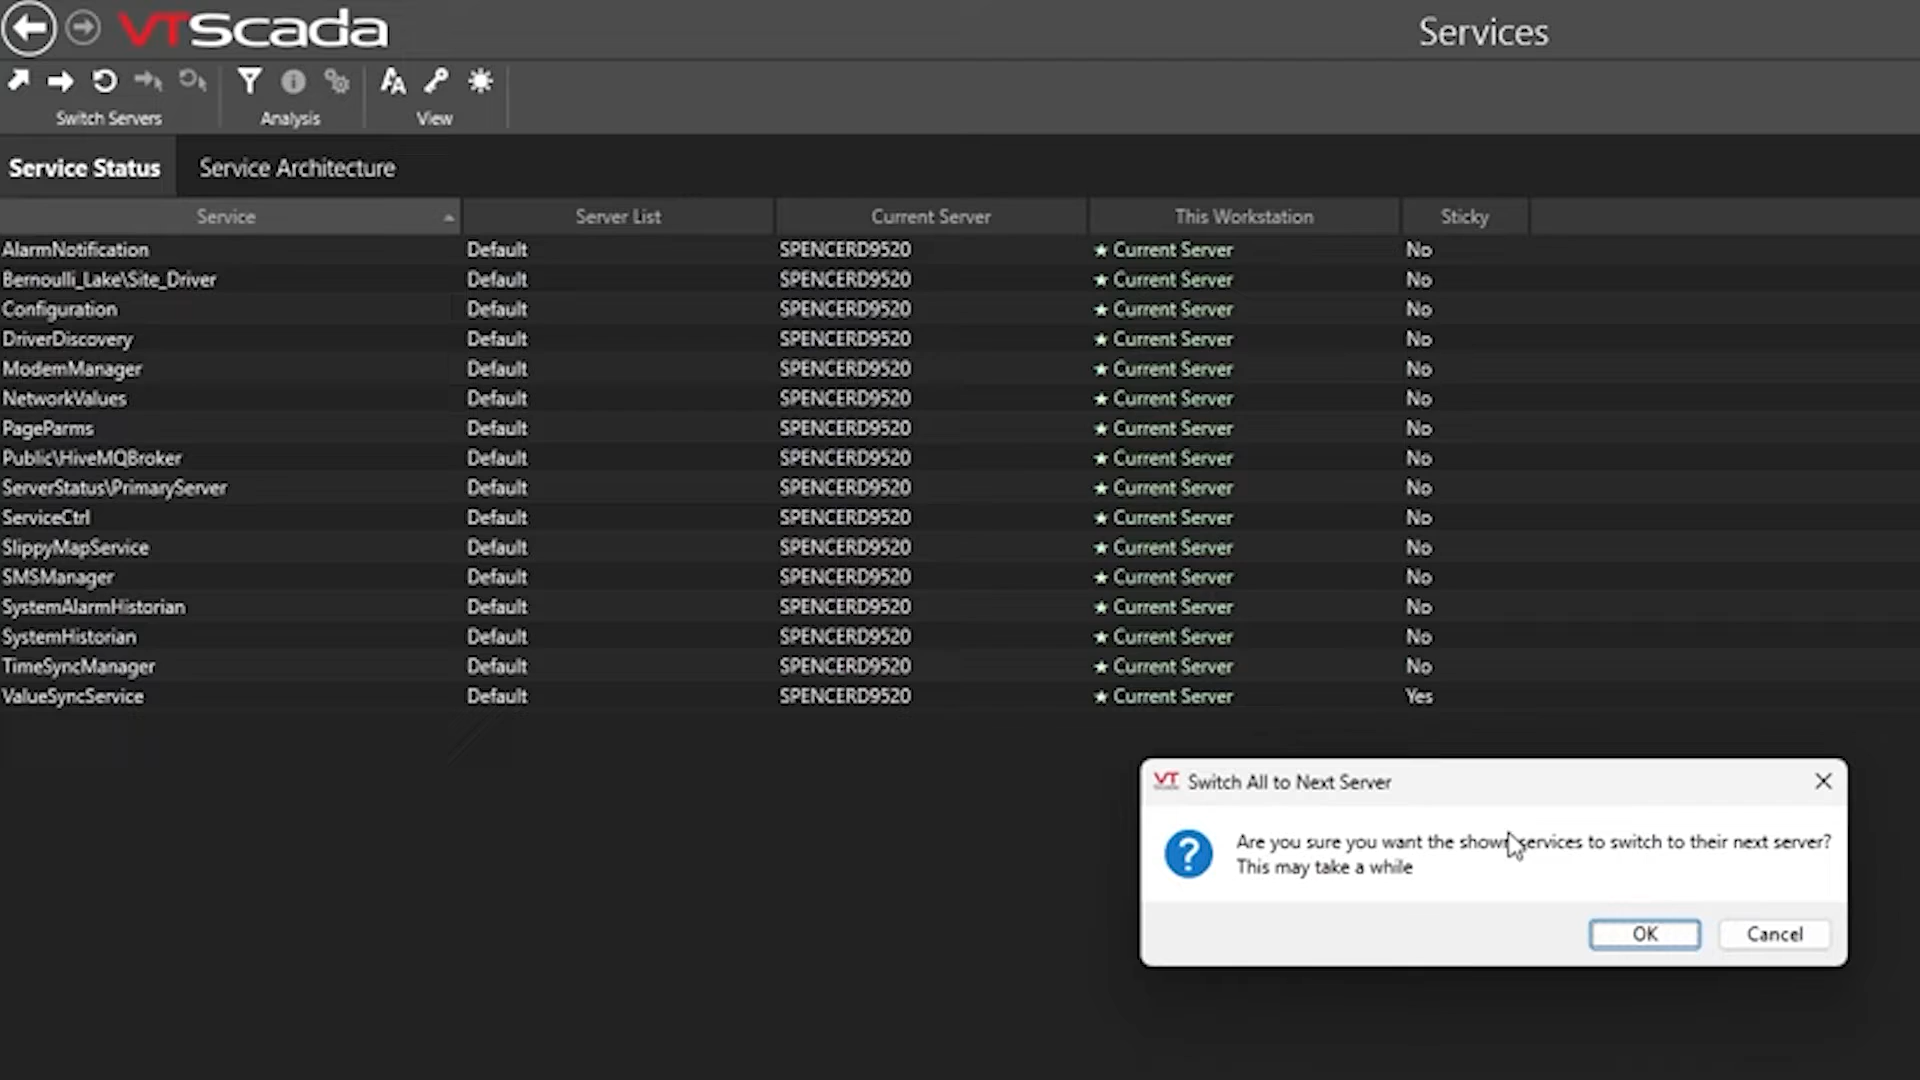 VTScada
Services
Switch Servers
Analysis
View
Service Status
Service Architecture
Service Server List Current Server This Workstation Sticky
AlarmNotification Default SPENCERD9520 ★ Current Server No
Bernoulli_Lake\Site_Driver Default SPENCERD9520 ★ Current Server No
Configuration Default SPENCERD9520 ★ Current Server No
DriverDiscovery Default SPENCERD9520 ★ Current Server No
ModemManager Default SPENCERD9520 ★ Current Server No
NetworkValues Default SPENCERD9520 ★ Current Server No
PageParms Default SPENCERD9520 ★ Current Server No
Public\HiveMQBroker Default SPENCERD9520 ★ Current Server No
ServerStatus\PrimaryServer Default SPENCERD9520 ★ Current Server No
ServiceCtrl Default SPENCERD9520 ★ Current Server No
SlippyMapService Default SPENCERD9520 ★ Current Server No
SMSManager Default SPENCERD9520 ★ Current Server No
SystemAlarmHistorian Default SPENCERD9520 ★ Current Server No
SystemHistorian Default SPENCERD9520 ★ Current Server No
TimeSyncManager Default SPENCERD9520 ★ Current Server No
ValueSyncService Default SPENCERD9520 ★ Current Server Yes
VT Switch All to Next Server
Are you sure you want the shown services to switch to their next server?
This may take a while
OK Cancel